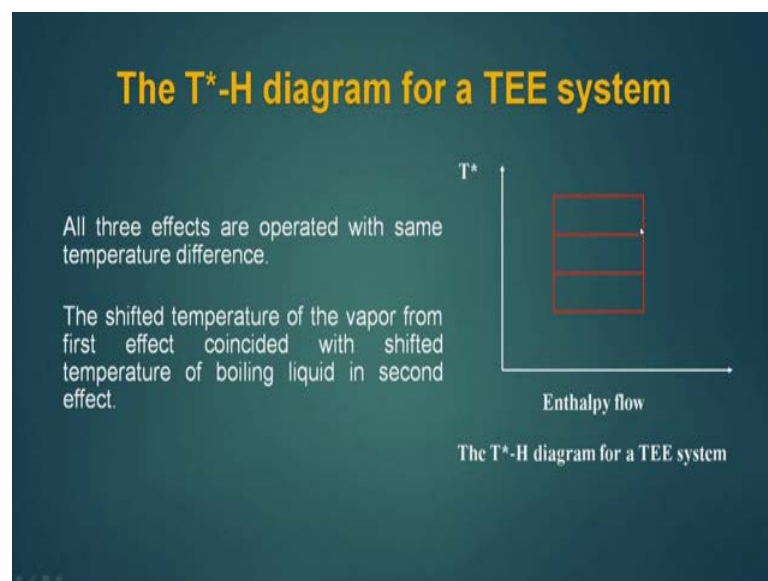 The T*-H diagram for a TEE system
All three effects are operated with same
temperature difference.
The shifted temperature of the vapor from
first effect coincided with shifted
temperature of boiling liquid in second
effect.
T*
Enthalpy flow
The T*-H diagram for a TEE system